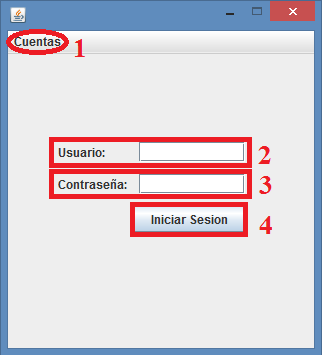 Cuentas 1
Usuario: 2
Contraseña: 3
Iniciar Sesion 4